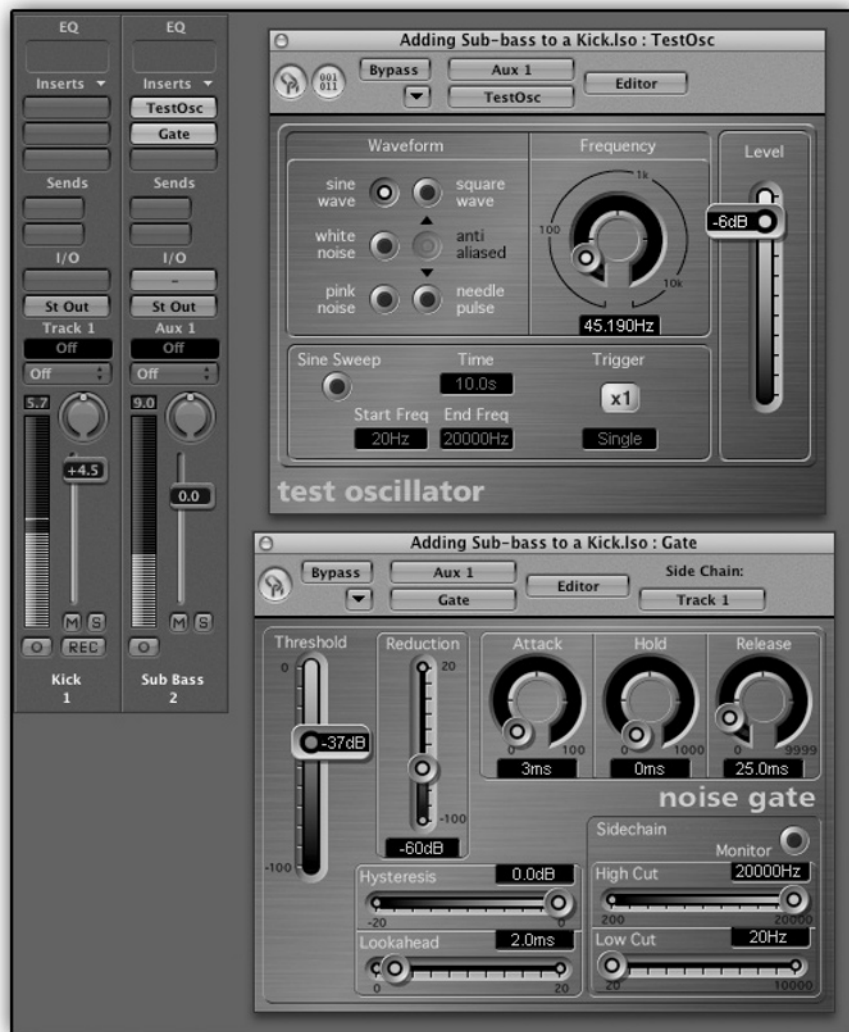 EQ
Inserts
Sends
I/O
St Out
Track 1
Off
Off
5.7
+4.5
M S
O REC
Kick
1
EQ
Inserts
TestOsc
Gate
Sends
I/O
-
St Out
Aux 1
Off
Off
9.0
0.0
M S
O
Sub Bass
2
Adding Sub-bass to a Kick.lso : TestOsc
001
011
Bypass
Aux 1
TestOsc
Editor
Waveform
sine wave
square wave
white noise
anti aliased
pink noise
needle pulse
Frequency
100
1k
10k
45.190Hz
Level
-6dB
Sine Sweep
Time
10.0s
Start Freq
20Hz
End Freq
20000Hz
Trigger
x1
Single
test oscillator
Adding Sub-bass to a Kick.lso : Gate
Bypass
Aux 1
Gate
Editor
Side Chain:
Track 1
Threshold
0
-37dB
-100
Reduction
20
-100
-60dB
Attack
0 100
3ms
Hold
0 1000
0ms
Release
0 9999
25.0ms
noise gate
Hysteresis
0.0dB
-20 0
Lookahead
2.0ms
0 20
Sidechain
Monitor
High Cut
20000Hz
200 20000
Low Cut
20Hz
20 10000